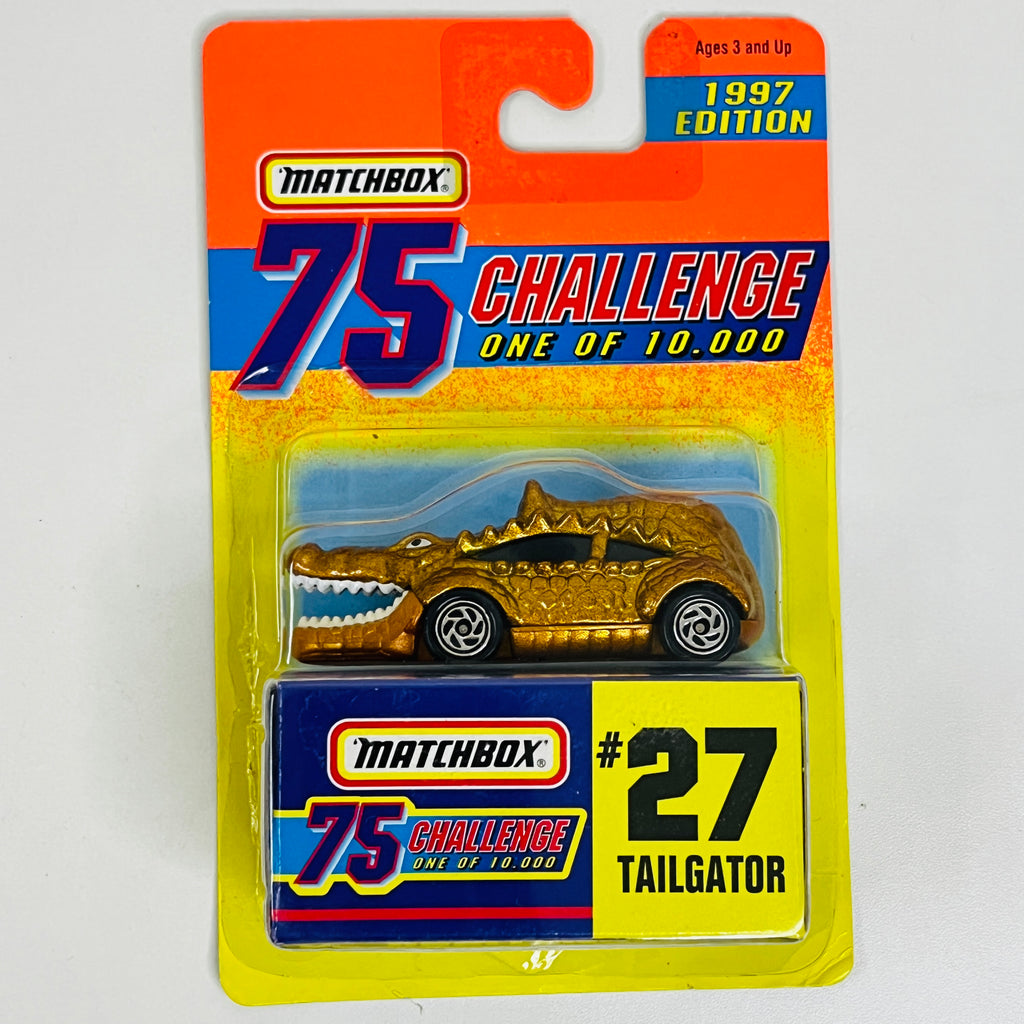 Ages 3 and Up
1997
EDITION
MATCHBOX®
75
CHALLENGE
ONE OF 10.000
MATCHBOX®
75 CHALLENGE
ONE OF 10.000
#27
TAILGATOR